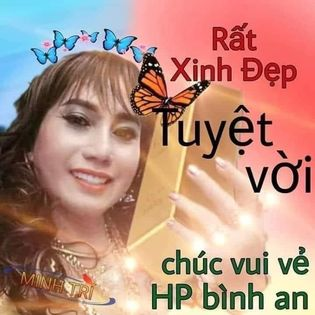 Rất
Xinh Đẹp
Tuyệt
vời
MINH TRÍ
chúc vui vẻ
HP bình an